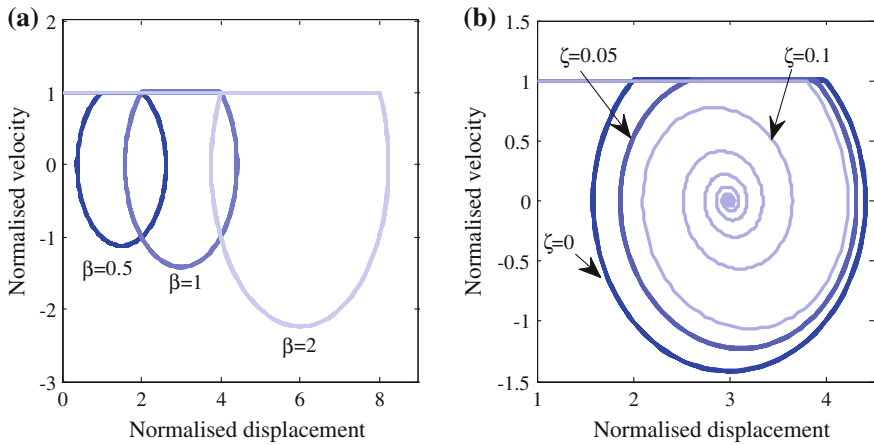 (a)
2
1
0
-1
-2
-3
0
2
4
6
8
Normalised velocity
Normalised displacement
β=0.5
β=1
β=2
(b)
1.5
1
0.5
0
-0.5
-1
-1.5
1
2
3
4
Normalised velocity
Normalised displacement
ζ=0.05
ζ=0.1
ζ=0